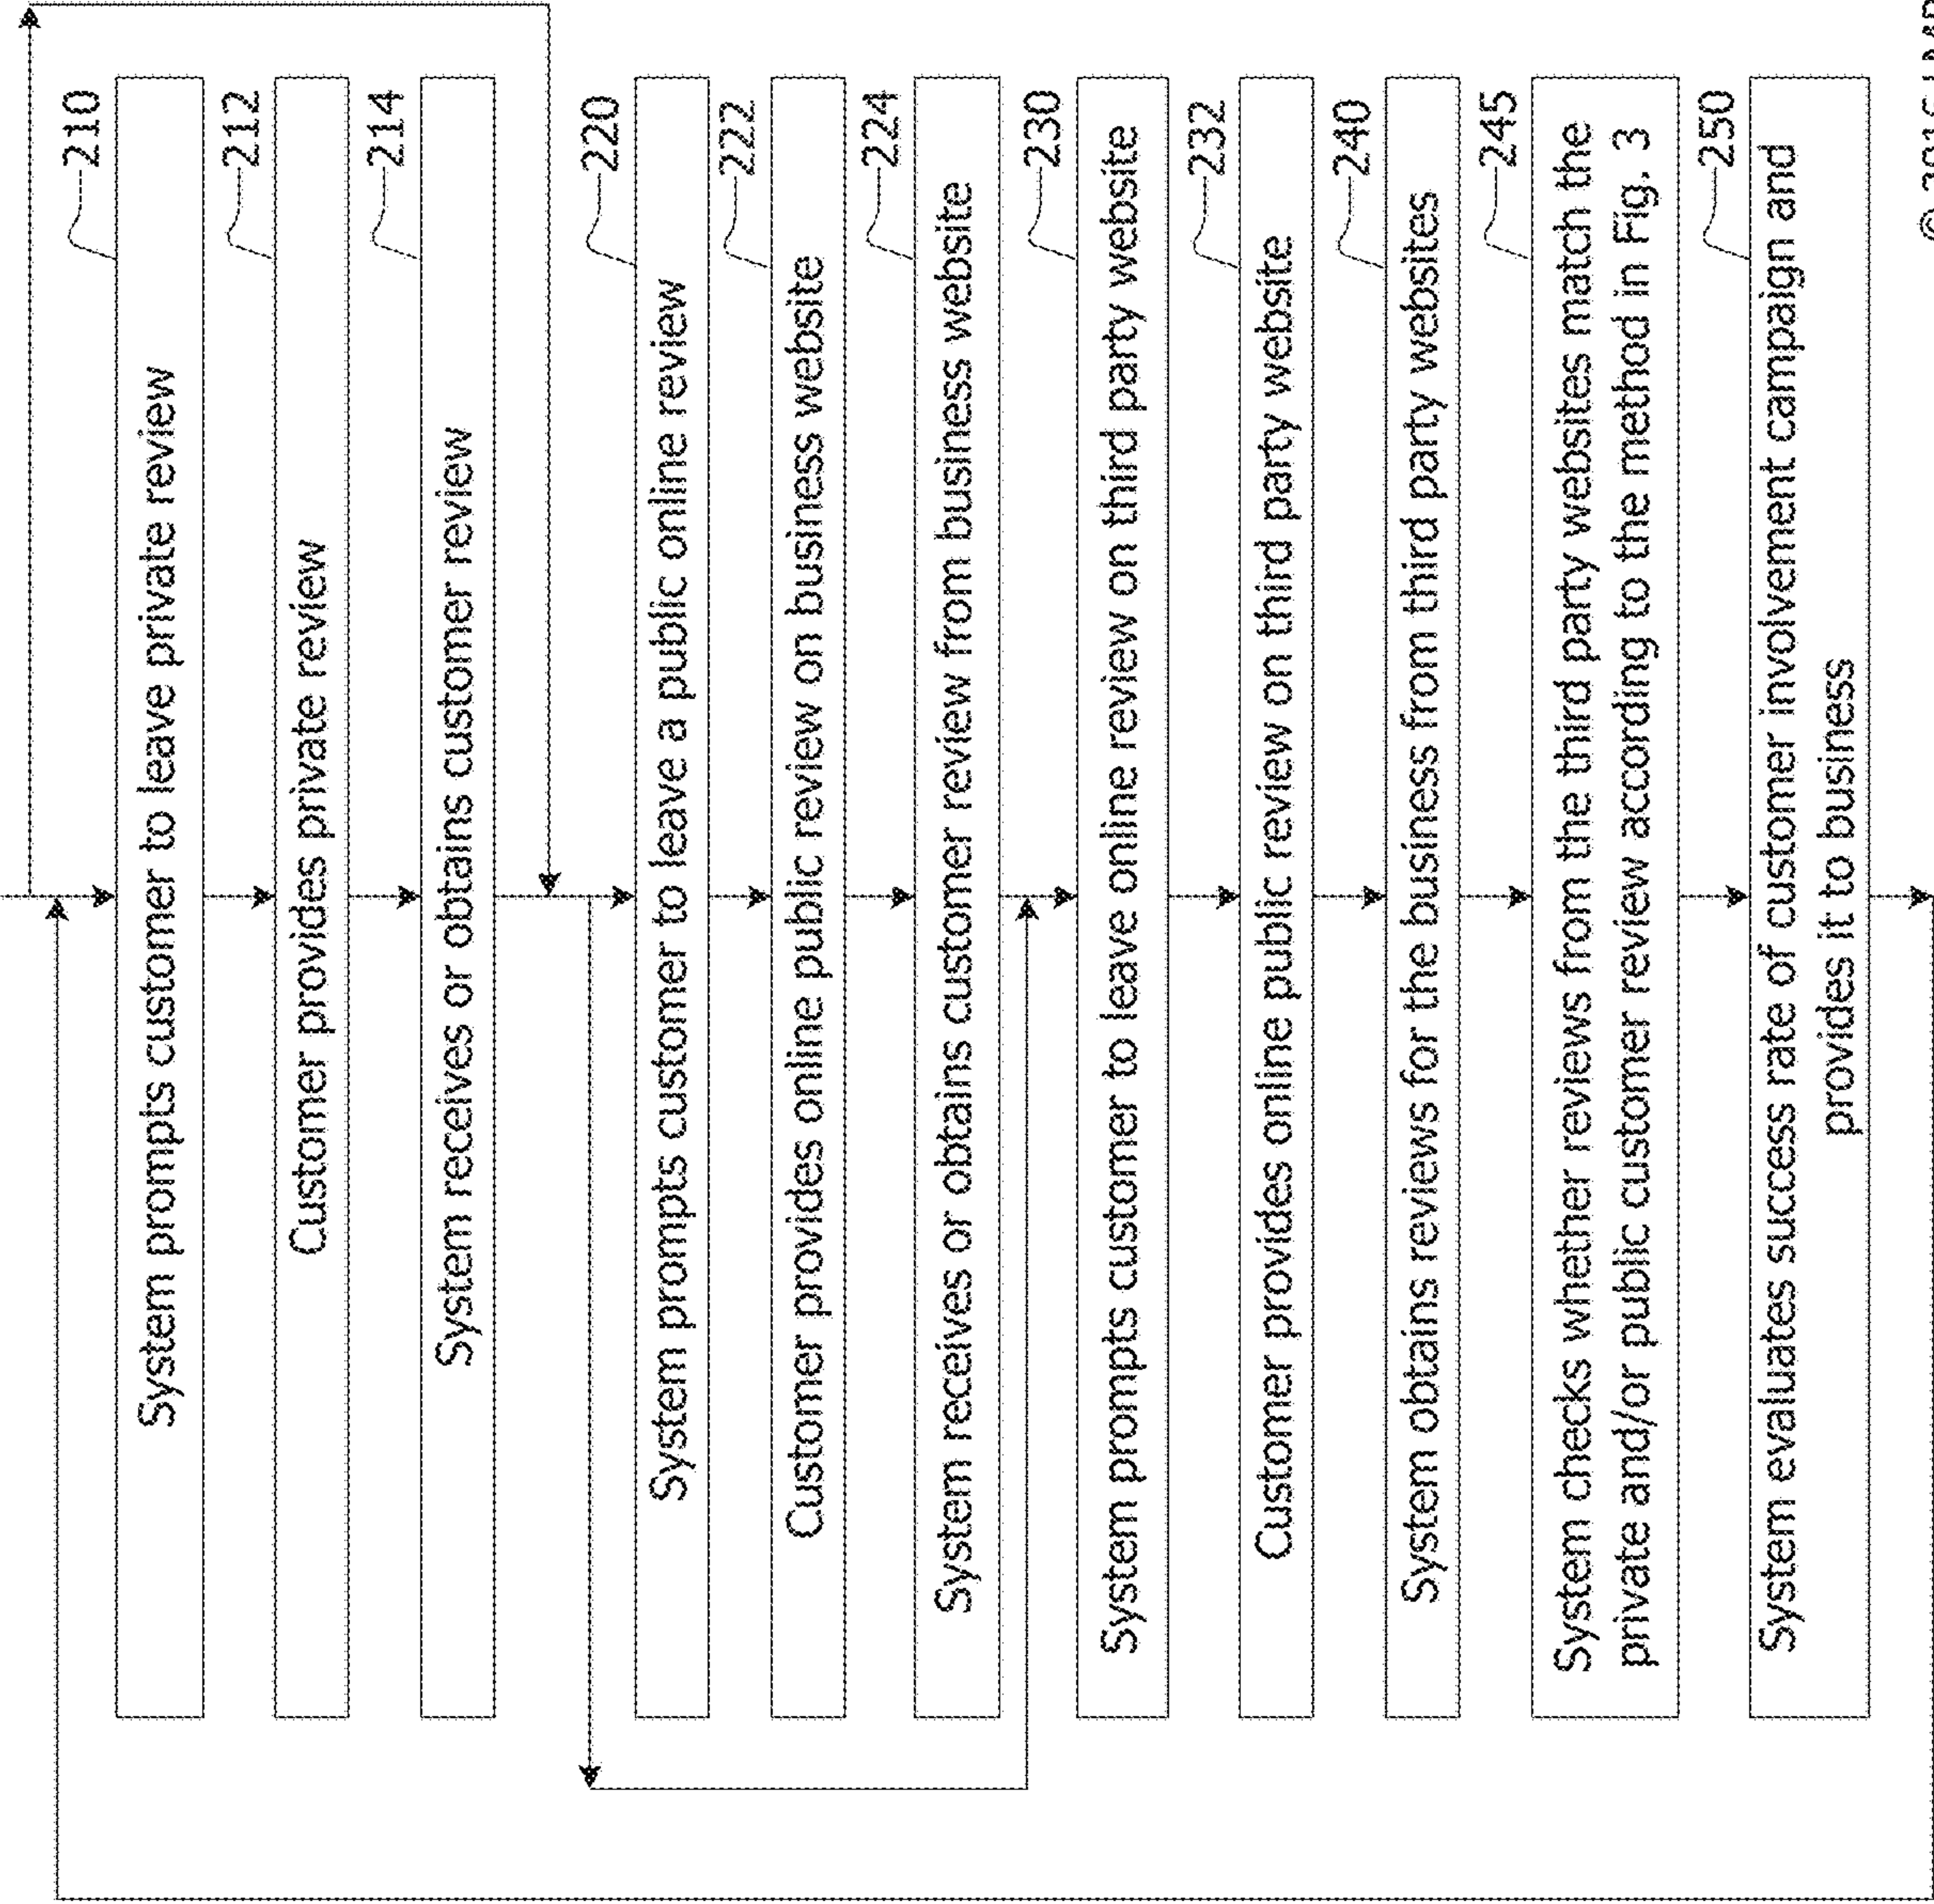 210
System prompts customer to leave private review
212
Customer provides private review
214
System receives or obtains customer review
220
System prompts customer to leave a public online review
222
Customer provides online public review on business website
224
System receives or obtains customer review from business website
230
System prompts customer to leave online review on third party website
232
Customer provides online public review on third party website
240
System obtains reviews for the business from third party websites
245
System checks whether reviews from the third party websites match the
private and/or public customer review according to the method in Fig. 3
250
System evaluates success rate of customer involvement campaign and
provides it to business